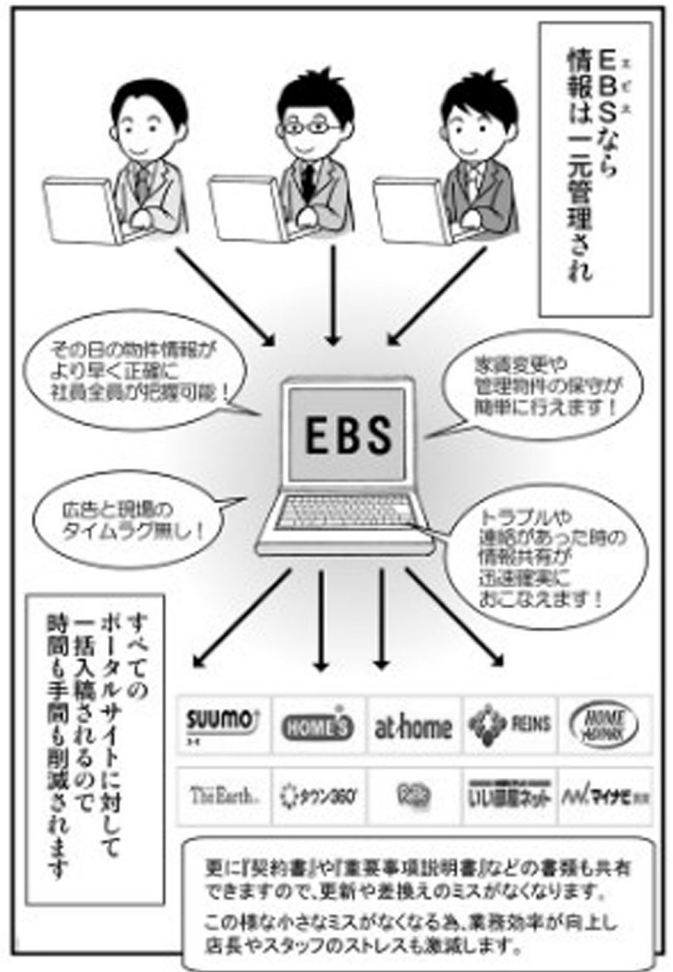 EBSなら
エビス
情報は一元管理され
その日の物件情報が
より早く正確に
社員全員が把握可能！
家賃変更や
管理物件の保守が
簡単に行えます！
EBS
広告と現場の
タイムラグ無し！
トラブルや
連絡があった時の
情報共有が
迅速確実に
おこなえます！
すべての
ポータルサイトに対して
一括入稿されるので
時間も手間も削減されます
SUUMO
HOME'S
at home
REINS
HOME ADPARK
The Earth
タウン360°
いい部屋ネット
マイナビ
更に『契約書』や『重要事項説明書』などの書類も共有
できますので、更新や差換えのミスがなくなります。
この様な小さなミスがなくなる為、業務効率が向上し
店長やスタッフのストレスも激減します。